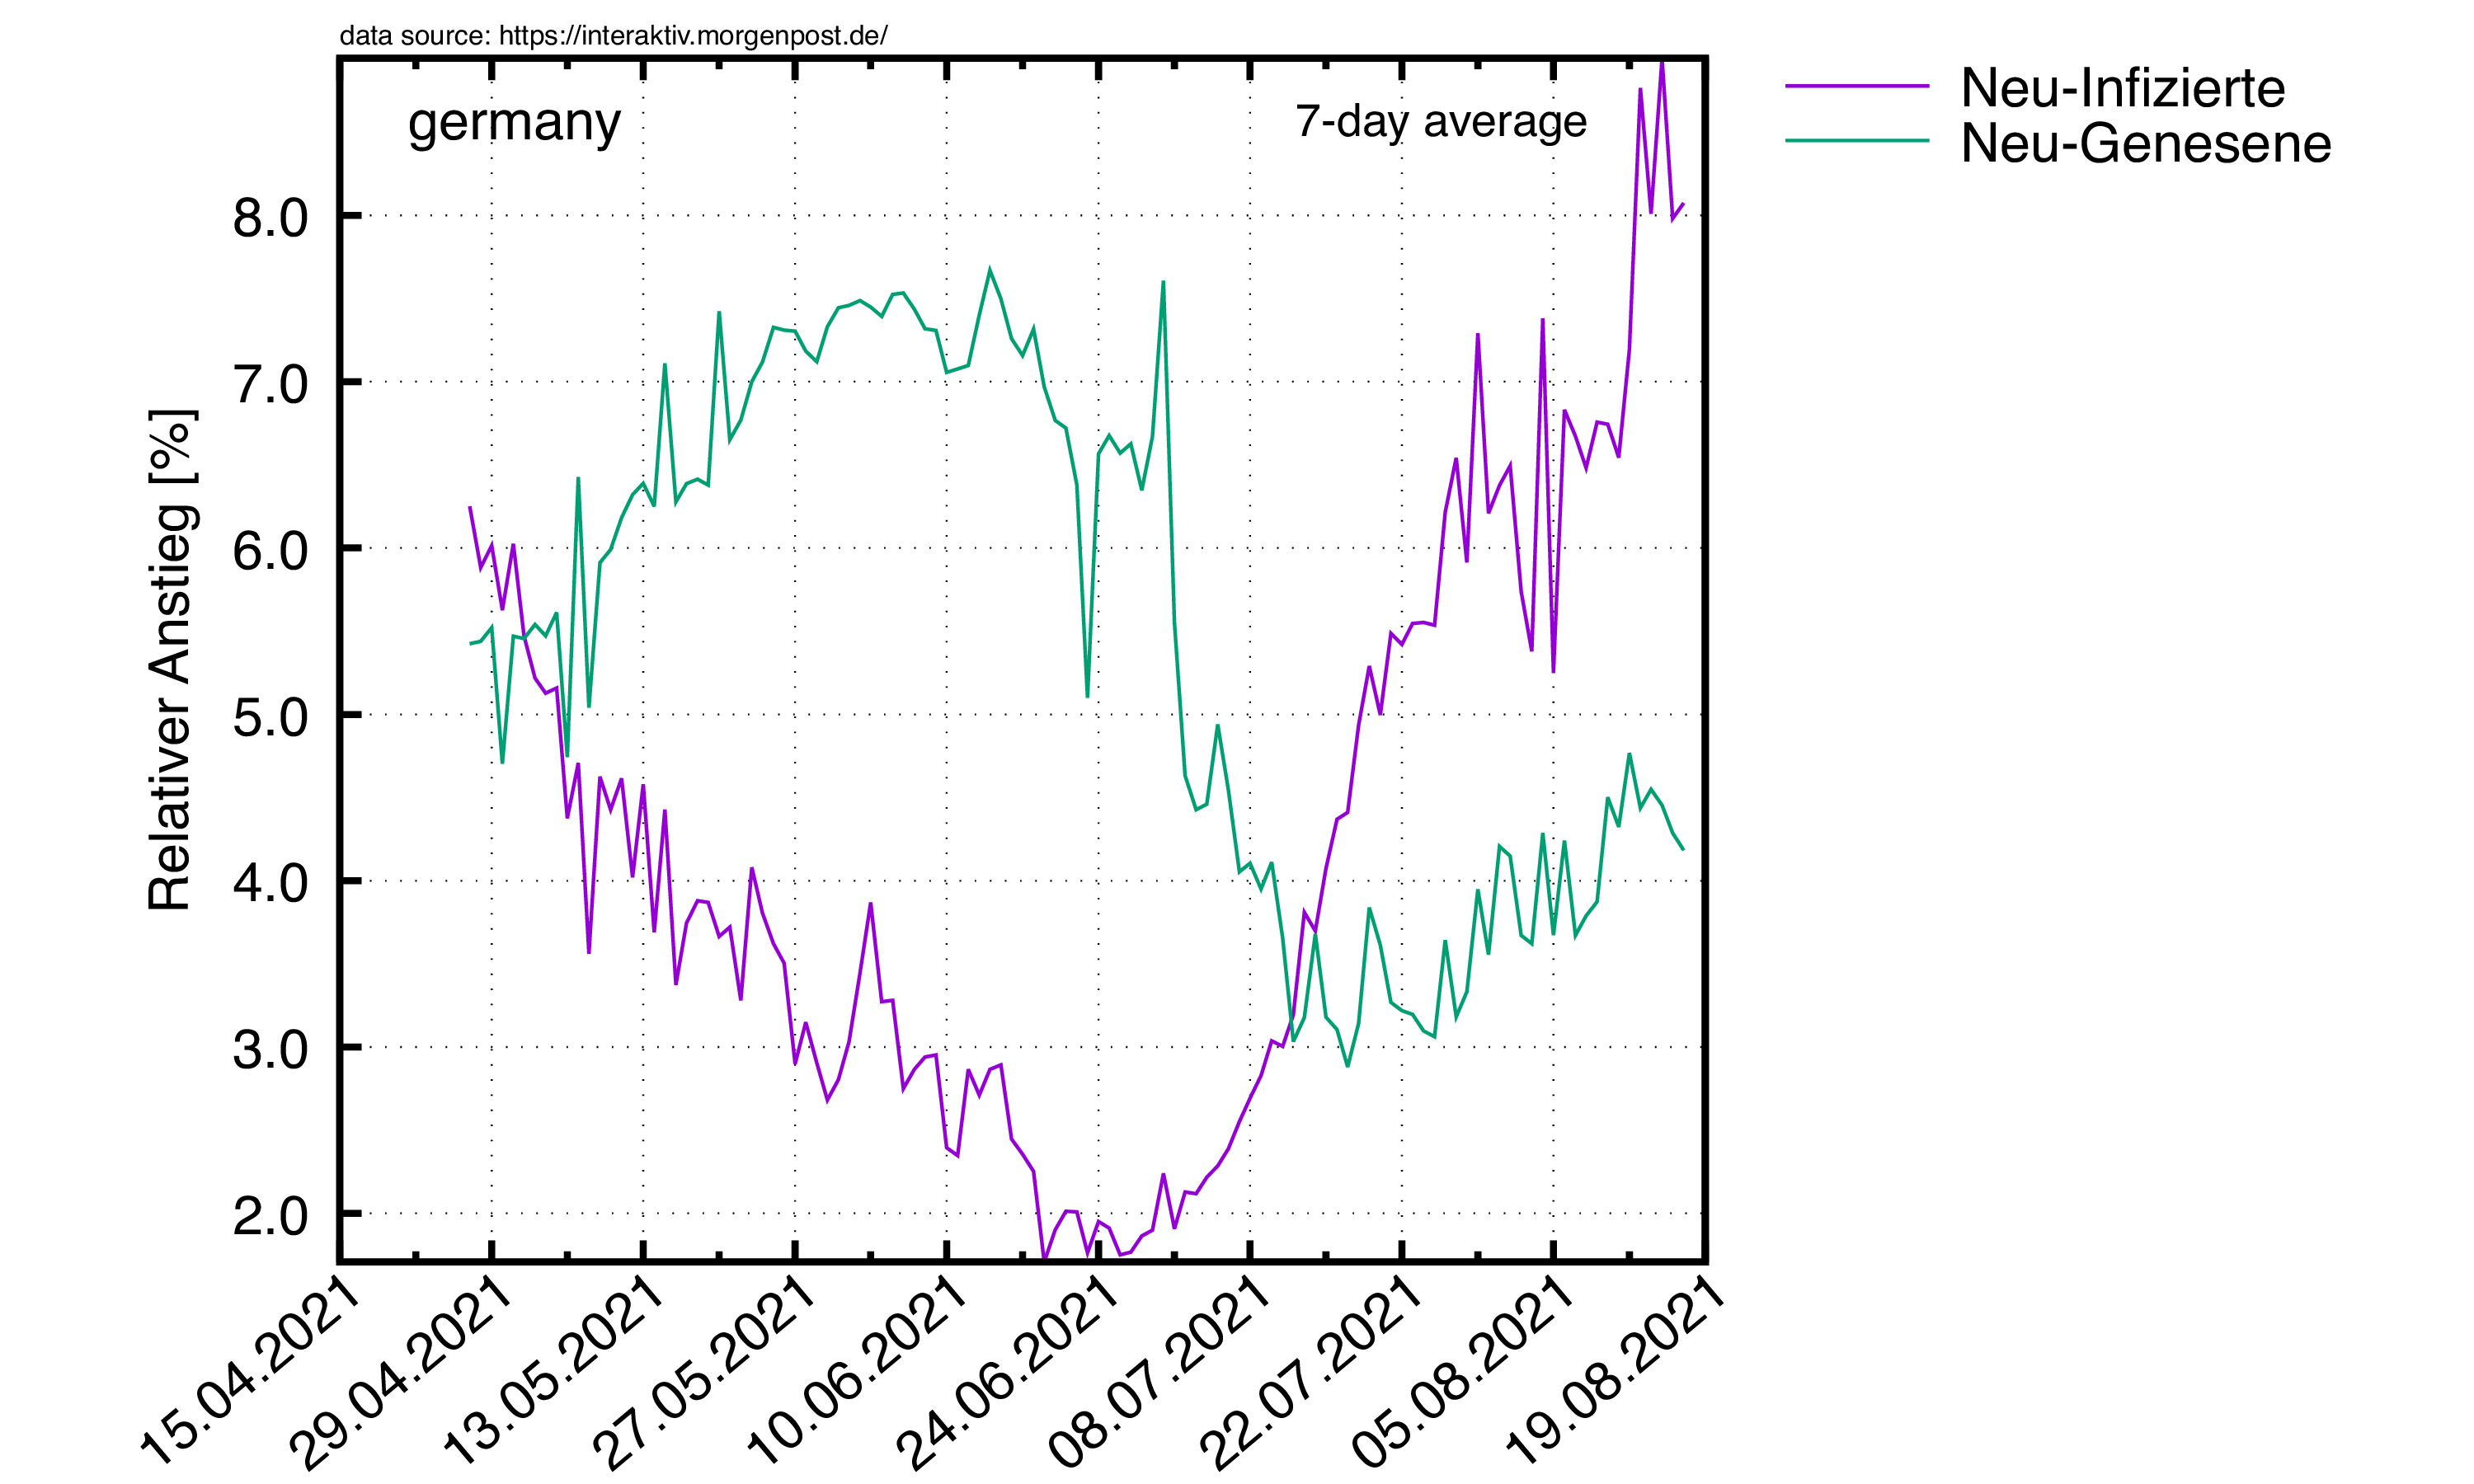 data source: https://interaktiv.morgenpost.de/
germany
7-day average
Neu-Infizierte
Neu-Genesene
Relativer Anstieg [%]
8.0
7.0
6.0
5.0
4.0
3.0
2.0
15.04.2021
29.04.2021
13.05.2021
27.05.2021
10.06.2021
24.06.2021
08.07.2021
22.07.2021
05.08.2021
19.08.2021